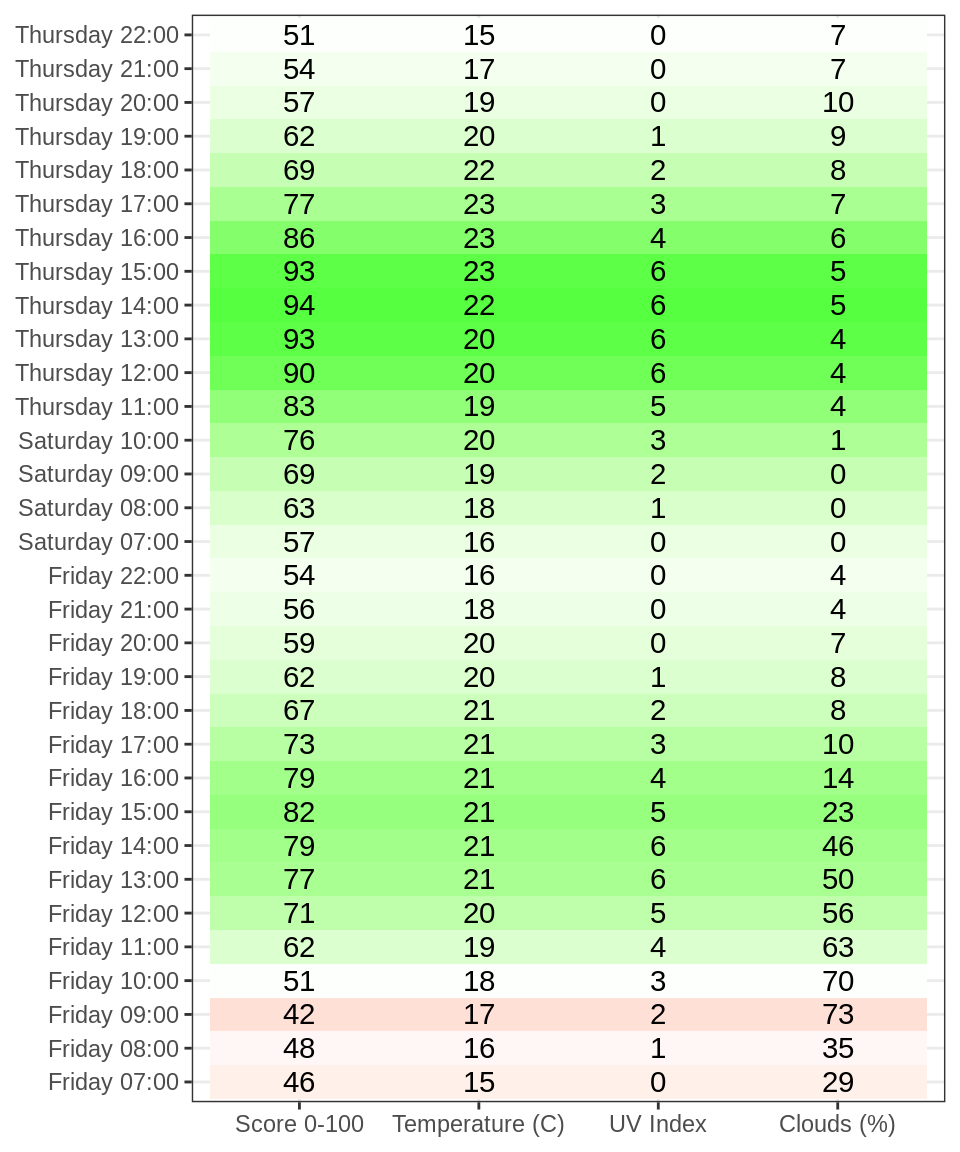 Thursday 22:00 51 15 0 7
Thursday 21:00 54 17 0 7
Thursday 20:00 57 19 0 10
Thursday 19:00 62 20 1 9
Thursday 18:00 69 22 2 8
Thursday 17:00 77 23 3 7
Thursday 16:00 86 23 4 6
Thursday 15:00 93 23 6 5
Thursday 14:00 94 22 6 5
Thursday 13:00 93 20 6 4
Thursday 12:00 90 20 6 4
Thursday 11:00 83 19 5 4
Saturday 10:00 76 20 3 1
Saturday 09:00 69 19 2 0
Saturday 08:00 63 18 1 0
Saturday 07:00 57 16 0 0
Friday 22:00 54 16 0 4
Friday 21:00 56 18 0 4
Friday 20:00 59 20 0 7
Friday 19:00 62 20 1 8
Friday 18:00 67 21 2 8
Friday 17:00 73 21 3 10
Friday 16:00 79 21 4 14
Friday 15:00 82 21 5 23
Friday 14:00 79 21 6 46
Friday 13:00 77 21 6 50
Friday 12:00 71 20 5 56
Friday 11:00 62 19 4 63
Friday 10:00 51 18 3 70
Friday 09:00 42 17 2 73
Friday 08:00 48 16 1 35
Friday 07:00 46 15 0 29
Score 0-100 Temperature (C) UV Index Clouds (%)